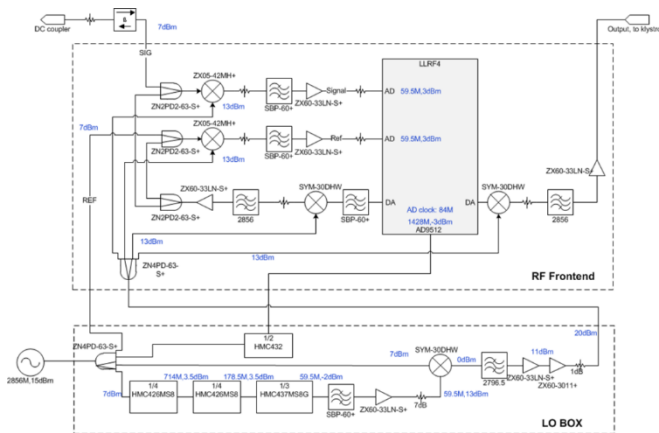 DC coupler
&
7dBm
Output, to klystro
SIG
RF Frontend
LLRF4
ZX05-42MH+
ZN2PD2-63-S+
13dBm
SBP-60+
ZX60-33LN-S+
Signal
AD
59.5M,3dBm
7dBm
ZX05-42MH+
ZN2PD2-63-S+
13dBm
SBP-60+
ZX60-33LN-S+
Ref
AD
59.5M,3dBm
REF
ZX60-33LN-S+
ZN2PD2-63-S+
2856
SYM-30DHW
SBP-60+
DA
DA
AD clock: 84M
1428M,-3dBm
AD9512
SYM-30DHW
2856
ZX60-33LN-S+
13dBm
13dBm
ZN4PD-63-
S+
20dBm
LO BOX
ZN4PD-63-S+
2856M,15dBm
1/2
HMC432
7dBm
SYM-30DHW
0dBm
2796.5
11dBm
ZX60-33LN-S+
ZX60-3011+
1dB
7dBm
1/4
HMC426MS8
714M,3.5dBm
1/4
HMC426MS8
178.5M,3.5dBm
1/3
HMC437MS8G
59.5M,-2dBm
SBP-60+
ZX60-33LN-S+
7dB
59.5M,13dBm